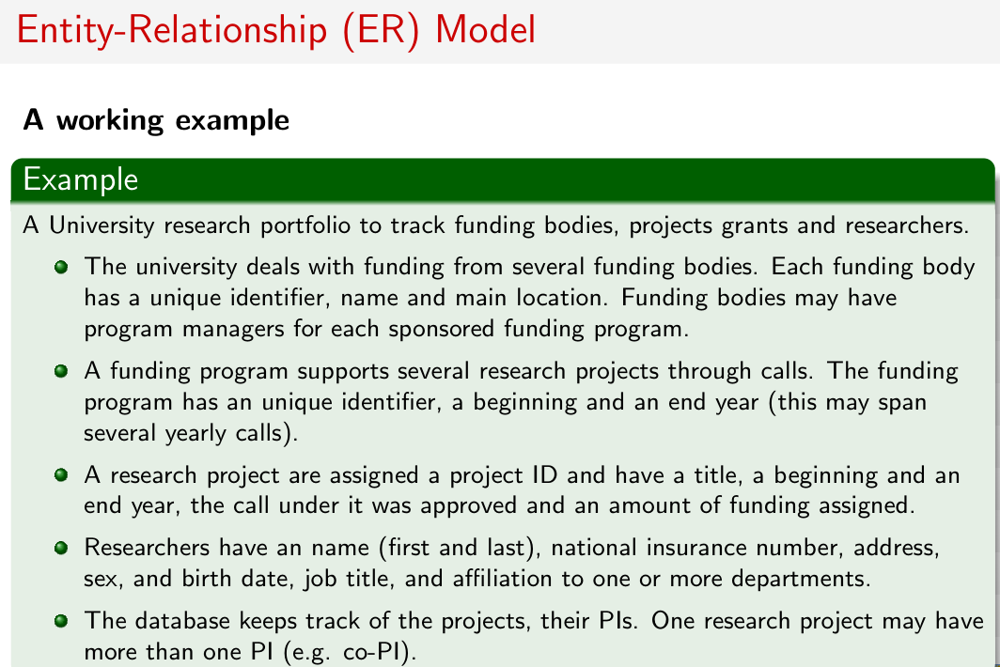 Entity-Relationship (ER) Model
A working example
Example
A University research portfolio to track funding bodies, projects grants and researchers.
The university deals with funding from several funding bodies. Each funding body
has a unique identifier, name and main location. Funding bodies may have
program managers for each sponsored funding program.
A funding program supports several research projects through calls. The funding
program has an unique identifier, a beginning and an end year (this may span
several yearly calls).
A research project are assigned a project ID and have a title, a beginning and an
end year, the call under it was approved and an amount of funding assigned.
Researchers have an name (first and last), national insurance number, address,
sex, and birth date, job title, and affiliation to one or more departments.
The database keeps track of the projects, their PIs. One research project may have
more than one PI (e.g. co-PI).